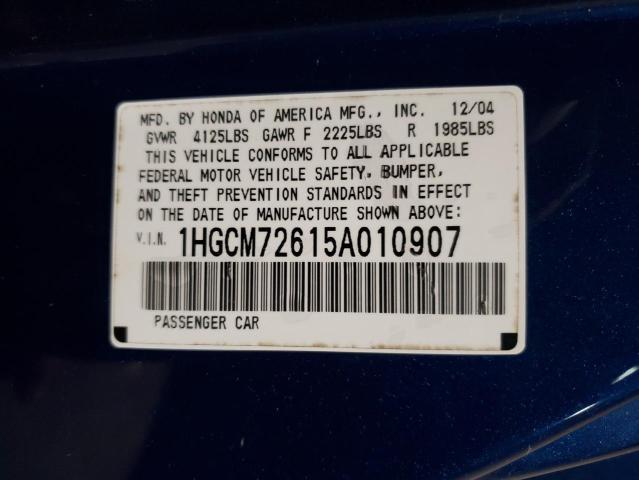 MFD. BY HONDA OF AMERICA MFG., INC. 12/04
GVWR 4125LBS GAWR F 2225LBS R 1985LBS
THIS VEHICLE CONFORMS TO ALL APPLICABLE
FEDERAL MOTOR VEHICLE SAFETY, BUMPER,
AND THEFT PREVENTION STANDARDS IN EFFECT
ON THE DATE OF MANUFACTURE SHOWN ABOVE:
V.I.N. 1HGCM72615A010907
PASSENGER CAR